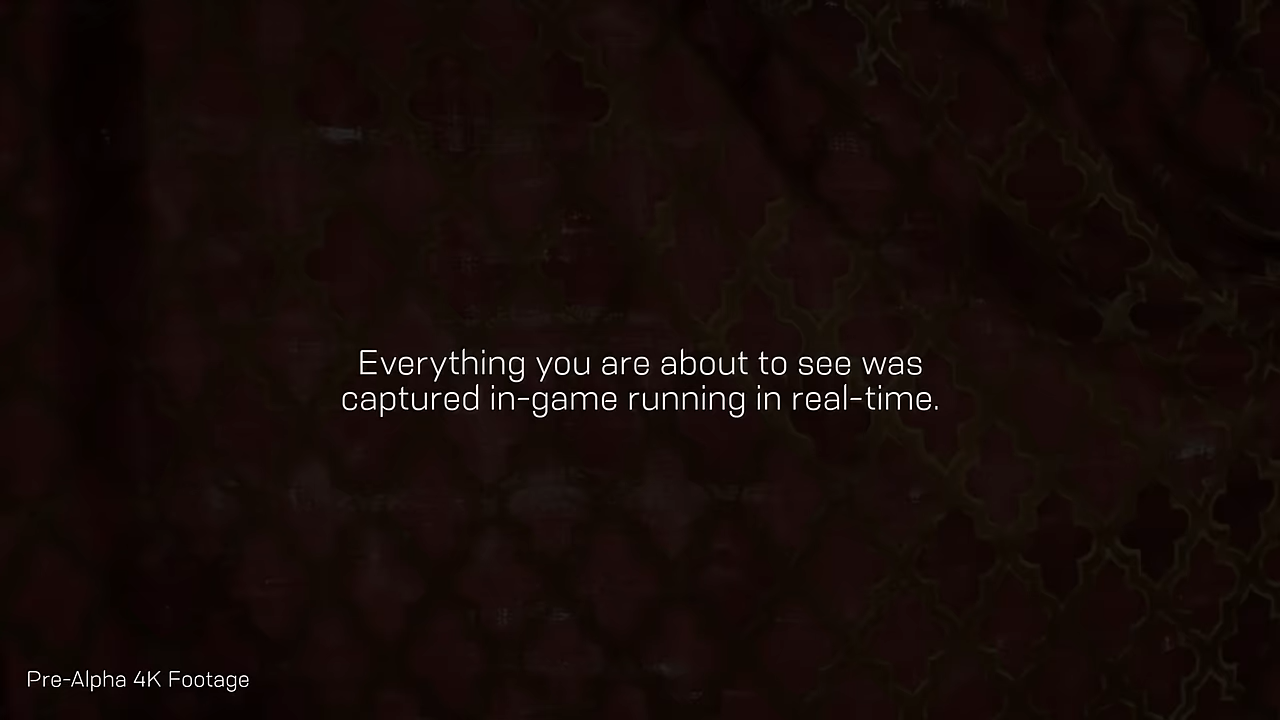 Everything you are about to see was
captured in-game running in real-time.
Pre-Alpha 4K Footage